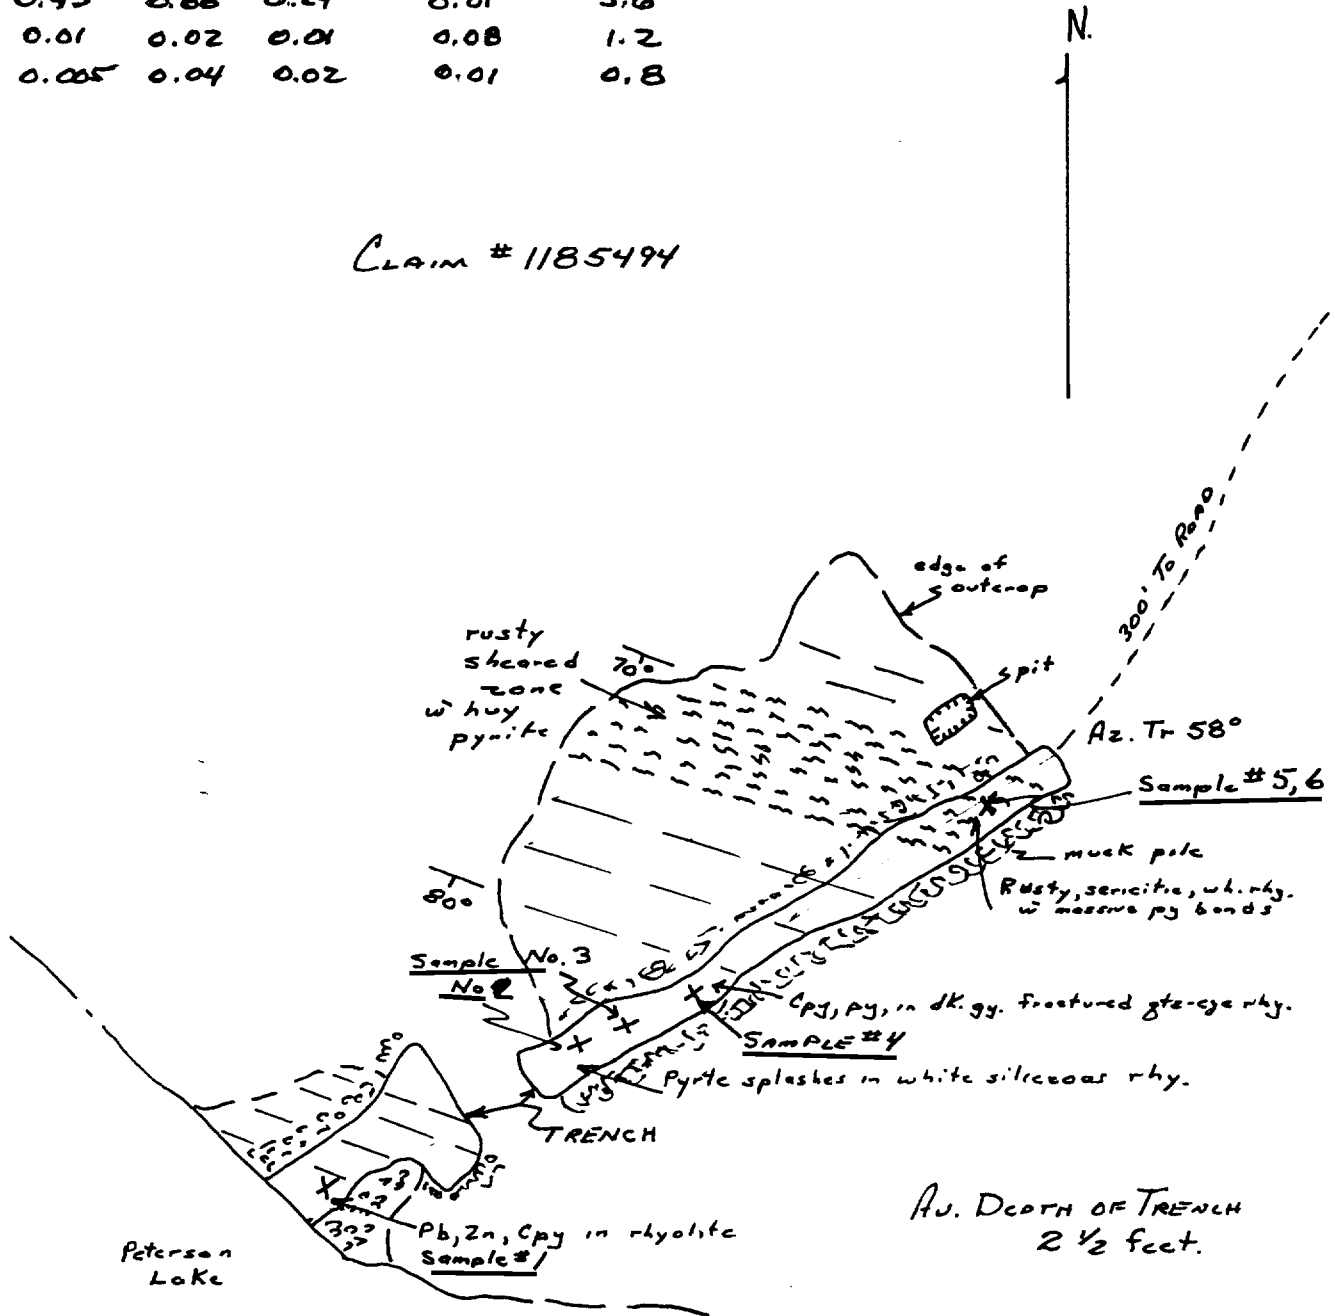 0.01 0.02 0.01 0.08 1.2
0.005 0.04 0.02 0.01 0.8
N.
CLAIM # 1185494
300' TO ROAD
edge of
outcrop
rusty
sheared
zone
w hvy
pyrite
70°
pit
Az. Tr 58°
Sample # 5, 6
muck pile
Rusty, sericitic, wh. rhy.
w massive py bands
80°
Sample No. 3
No 2
Cpy, py, in dk. gy. fractured qtz-eye rhy.
SAMPLE # 4
Pyrte splashes in white siliceous rhy.
TRENCH
Pb, Zn, Cpy in rhyolite
Sample # 1
Peterson
Lake
Av. DEPTH OF TRENCH
2 1/2 feet.